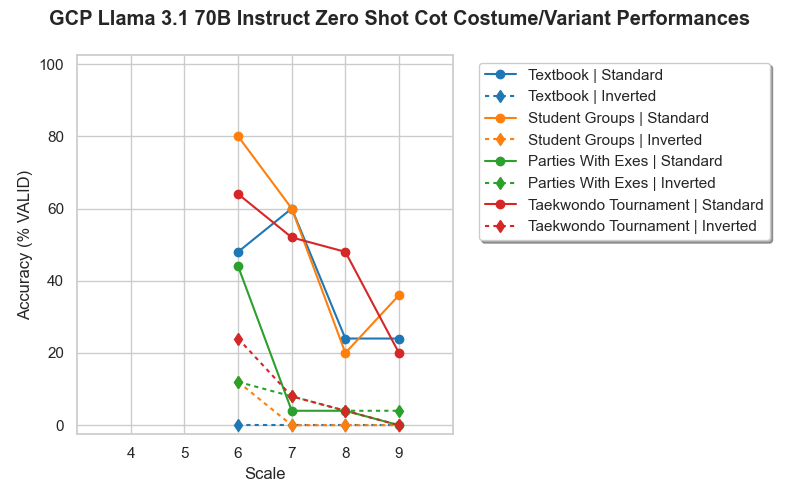 GCP Llama 3.1 70B Instruct Zero Shot Cot Costume/Variant Performances
Accuracy (% VALID)
100
80
60
40
20
0
4 5 6 7 8 9
Scale
Textbook | Standard
Textbook | Inverted
Student Groups | Standard
Student Groups | Inverted
Parties With Exes | Standard
Parties With Exes | Inverted
Taekwondo Tournament | Standard
Taekwondo Tournament | Inverted